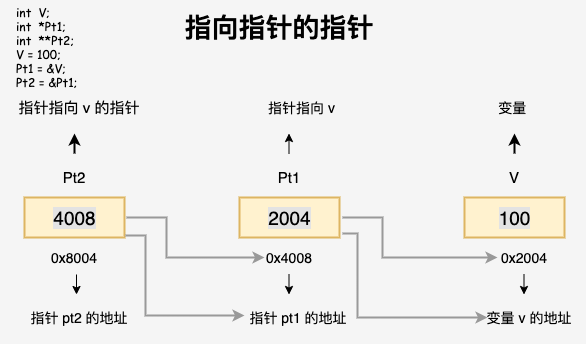 int V;
int *Pt1;
int **Pt2;
V = 100;
Pt1 = &V;
Pt2 = &Pt1;
指向指针的指针
指针指向 v 的指针
指针指向 v
变量
Pt2
Pt1
V
4008
2004
100
0x8004
0x4008
0x2004
指针 pt2 的地址
指针 pt1 的地址
变量 v 的地址